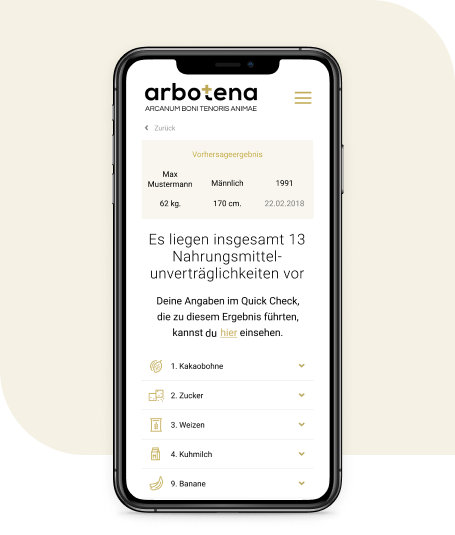 arbotena
ARCANUM BONI TENORIS ANIMAE
Zurück
Vorhersageergebnis
Max Mustermann
Männlich
1991
62 kg.
170 cm.
22.02.2018
Es liegen insgesamt 13
Nahrungsmittel-
unverträglichkeiten vor
Deine Angaben im Quick Check,
die zu diesem Ergebnis führten,
kannst du hier einsehen.
1. Kakaobohne
2. Zucker
3. Weizen
4. Kuhmilch
9. Banane